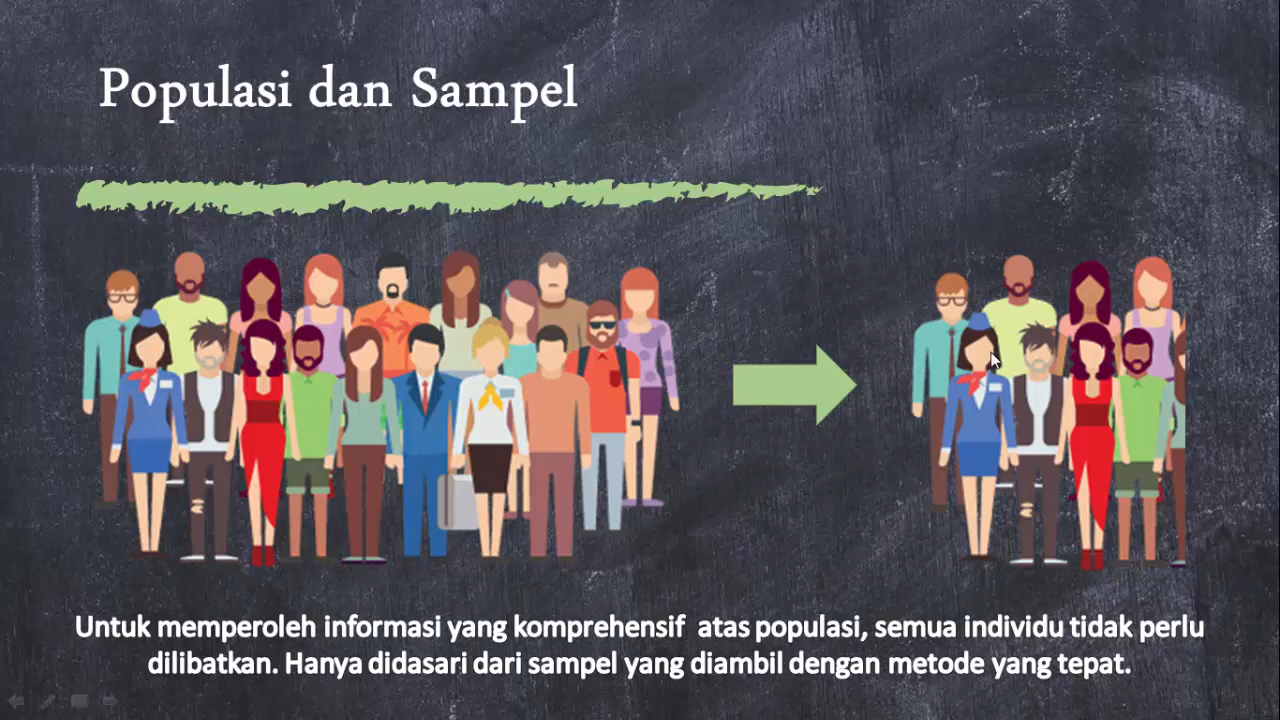 Populasi dan Sampel
Untuk memperoleh informasi yang komprehensif atas populasi, semua individu tidak perlu
dilibatkan. Hanya didasari dari sampel yang diambil dengan metode yang tepat.